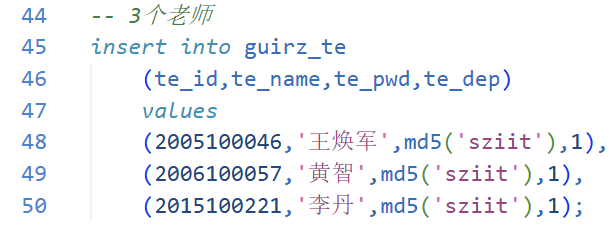 44 -- 3个老师
45 insert into guirz_te
46 (te_id,te_name,te_pwd,te_dep)
47 values
48 (2005100046,'王焕军',md5('sziit'),1),
49 (2006100057,'黄智',md5('sziit'),1),
50 (2015100221,'李丹',md5('sziit'),1);